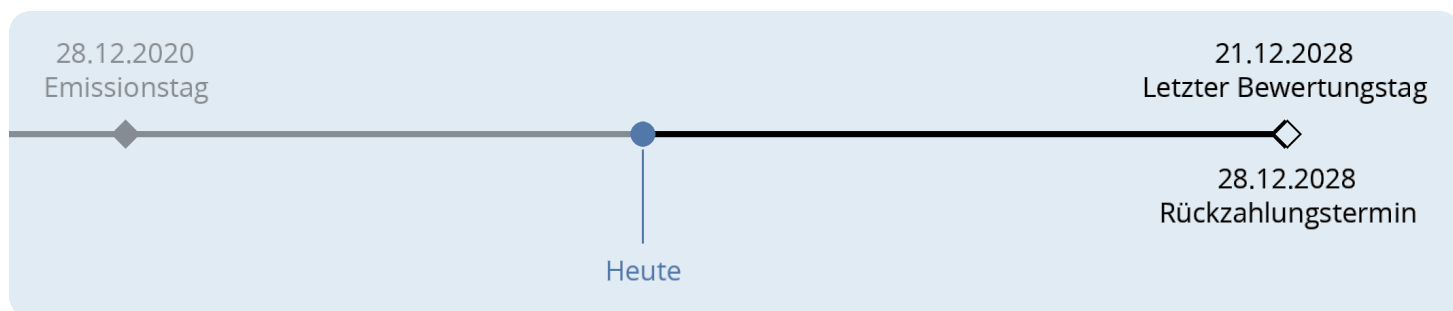 28.12.2020
Emissionstag
21.12.2028
Letzter Bewertungstag
28.12.2028
Rückzahlungstermin
Heute